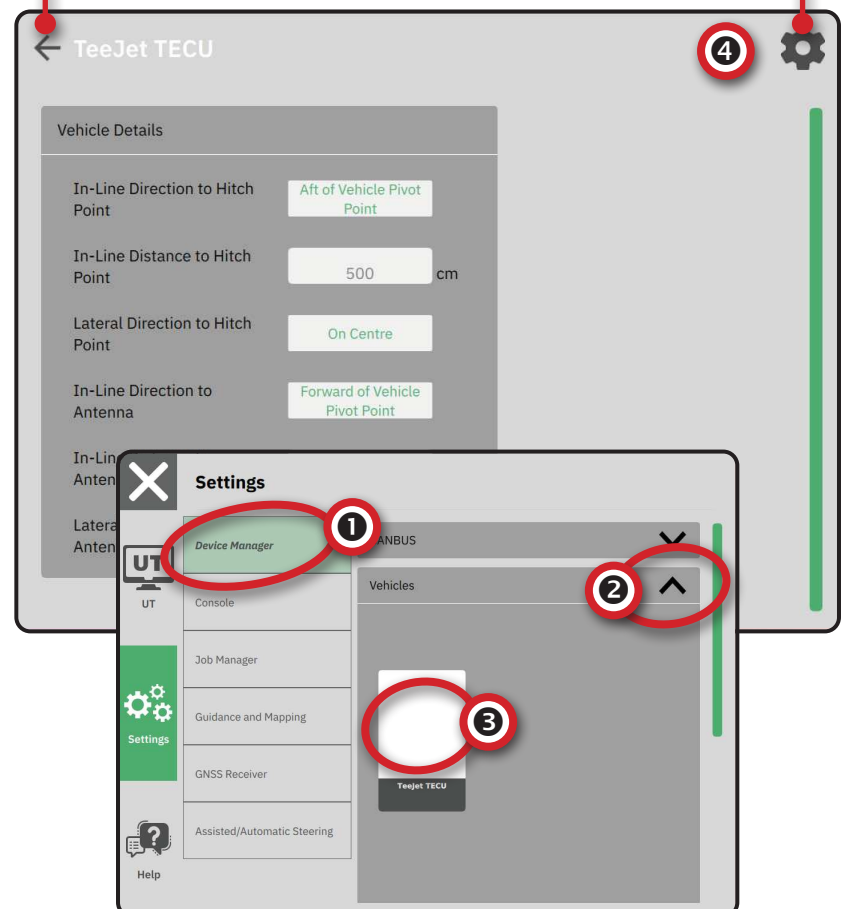 TeeJet TECU
4
Vehicle Details
In-Line Direction to Hitch
Point
Aft of Vehicle Pivot
Point
In-Line Distance to Hitch
Point
500
cm
Lateral Direction to Hitch
Point
On Centre
In-Line Direction to
Antenna
Forward of Vehicle
Pivot Point
Settings
1
Device Manager
UT
UT
Vehicles
2
Console
Job Manager
Settings
Guidance and Mapping
3
GNSS Receiver
TeeJet TECU
Assisted/Automatic Steering
?
Help